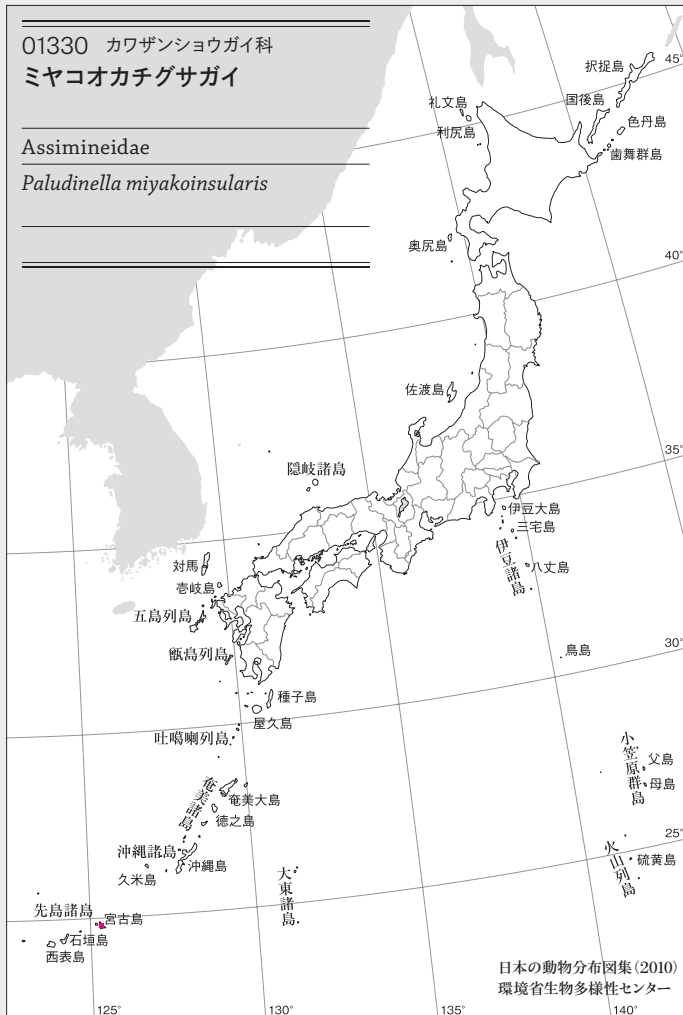 01330 カワザンショウガイ科
ミヤコオカチグサガイ
Assimineidae
Paludinella miyakoinsularis
45°
択捉島
国後島
礼文島
色丹島
利尻島
歯舞群島
奥尻島
40°
佐渡島
35°
隠岐諸島
伊豆大島
三宅島
伊豆諸島
八丈島
対馬
壱岐島
五島列島
甑島列島
鳥島
30°
種子島
屋久島
吐噶喇列島
小笠原群島
父島
母島
奄美諸島
奄美大島
徳之島
25°
沖縄諸島
沖縄島
久米島
火山列島
硫黄島
大東諸島
先島諸島
宮古島
石垣島
西表島
日本の動物分布図集(2010)
環境省生物多様性センター
125°
130°
135°
140°